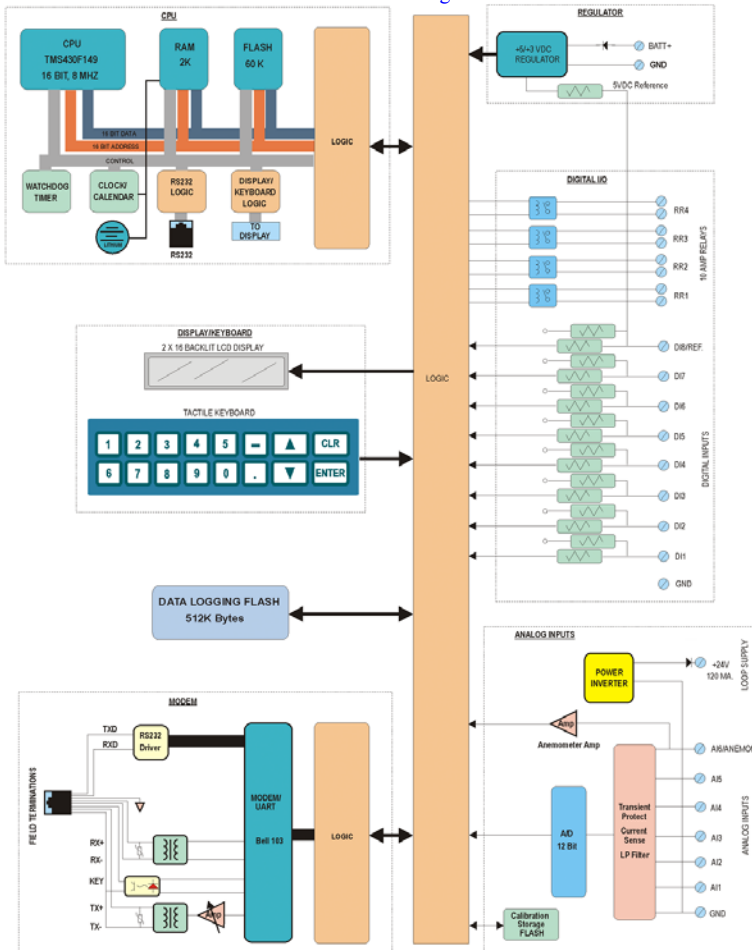 CPU
CPU
TMS430F149
16 BIT, 8 MHZ
RAM
2K
FLASH
60 K
LOGIC
16 BIT DATA
16 BIT ADDRESS
CONTROL
WATCHDOG
TIMER
CLOCK/
CALENDAR
RS232
LOGIC
DISPLAY/
KEYBOARD
LOGIC
LITHIUM
RS232
TO
DISPLAY
DISPLAY/KEYBOARD
2 X 16 BACKLIT LCD DISPLAY
TACTILE KEYBOARD
1 2 3 4 5 - ▲ CLR
6 7 8 9 0 . ▼ ENTER
DATA LOGGING FLASH
512K Bytes
MODEM
TXD
RXD
RS232
Driver
FIELD TERMINATIONS
MODEM/
UART
Bell 103
LOGIC
RX+
RX-
KEY
TX+
TX-
Amp
LOGIC
REGULATOR
+5/+3 VDC
REGULATOR
BATT+
GND
5VDC Reference
DIGITAL I/O
RR4
RR3
RR2
RR1
10 AMP RELAYS
DI8/REF.
DI7
DI6
DI5
DI4
DI3
DI2
DI1
GND
DIGITAL INPUTS
ANALOG INPUTS
POWER
INVERTER
+24V
120 MA.
LOOP SUPPLY
Amp
Anemometer Amp
A/D
12 Bit
Transient
Protect
Current
Sense
LP Filter
AI6/ANEMO
AI5
AI4
AI3
AI2
AI1
GND
ANALOG INPUTS
Calibration
Storage
FLASH